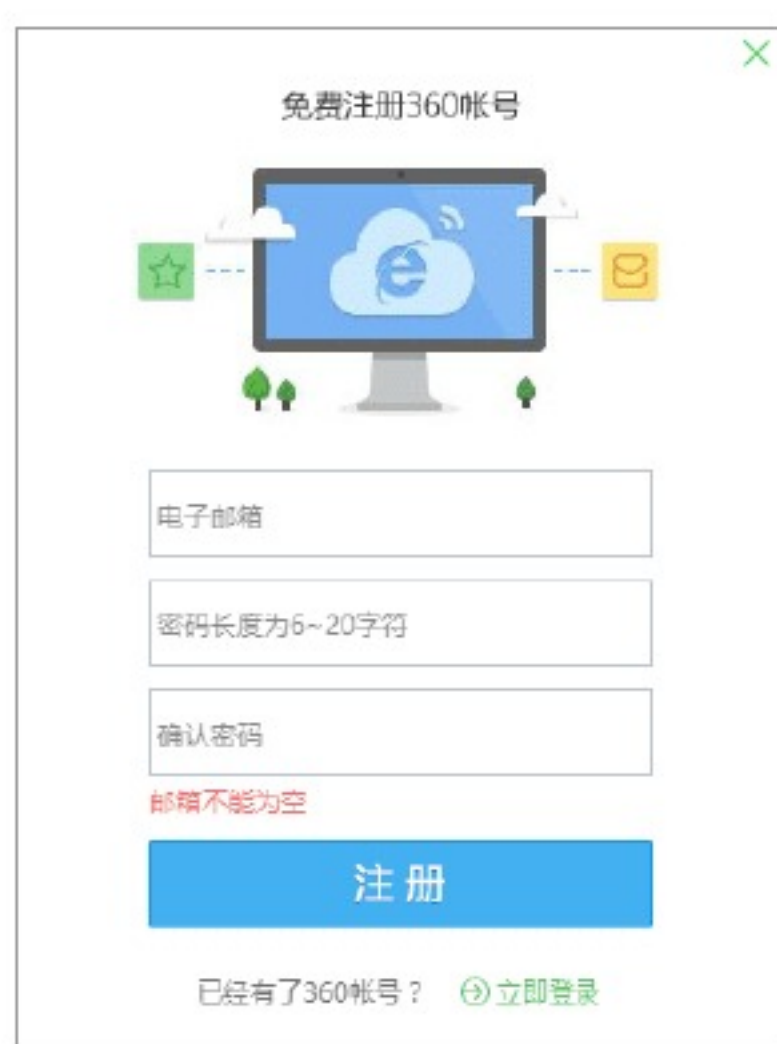 免费注册360帐号
电子邮箱
密码长度为6~20字符
确认密码
邮箱不能为空
注册
已经有了360帐号？ 立即登录